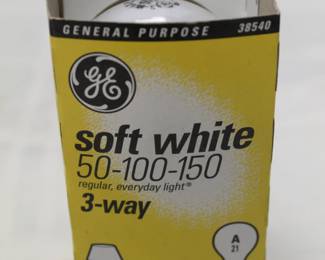 GENERAL PURPOSE 38540
GE
soft white
50-100-150
regular, everyday light®
3-way
A
21